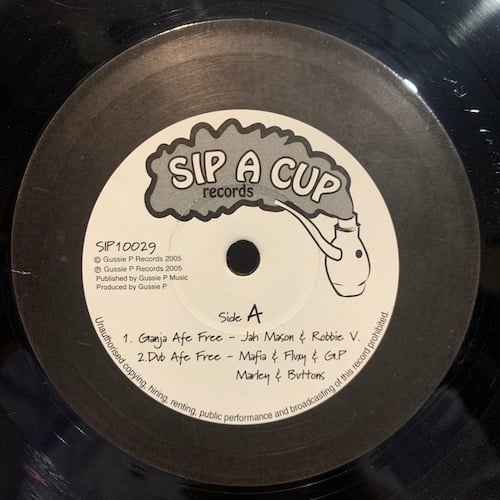 SIP A CUP
records
SIP10029
© Gussie P Records 2005
℗ Gussie P Records 2005
Published by Gussie P Music
Produced by Gussie P
Side A
1. Ganja Afe Free - Jah Mason & Robbie V.
2.Dub Afe Free - Mafia & Fluxy & G.P
Marley & Buttons
Unauthorised copying, hiring, renting, public performance and broadcasting of this record prohibited.